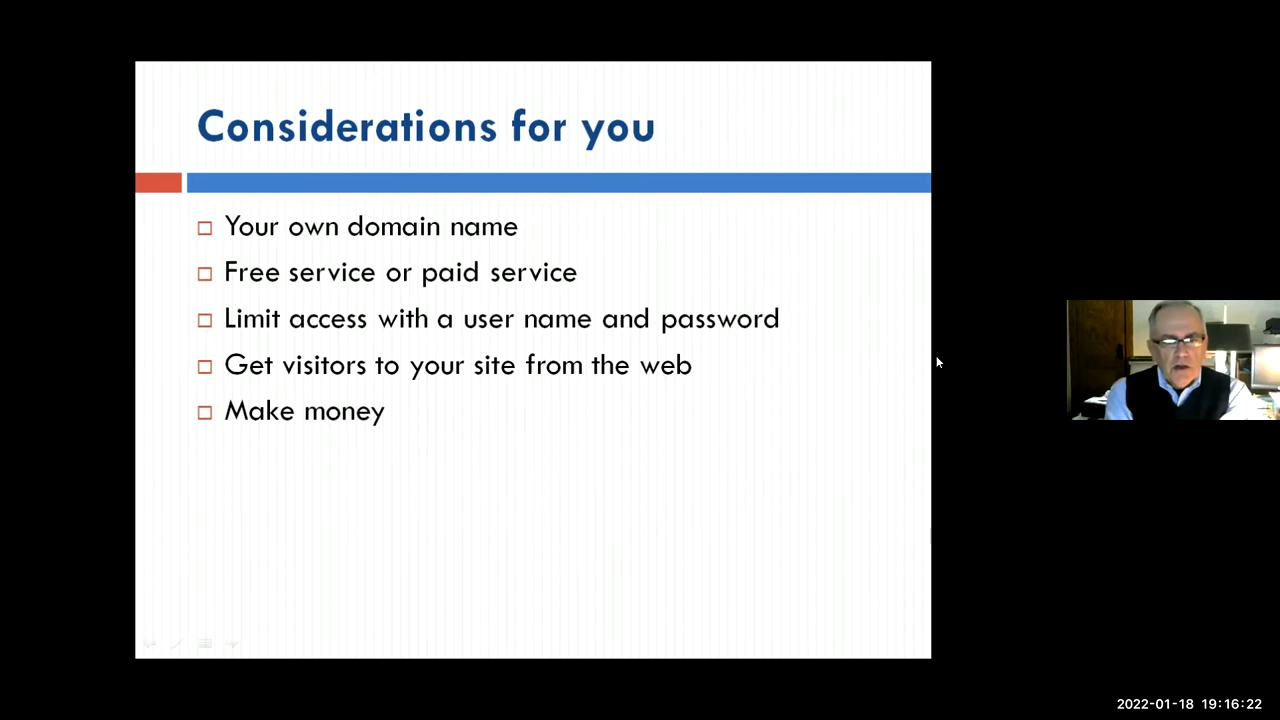 Considerations for you
Your own domain name
Free service or paid service
Limit access with a user name and password
Get visitors to your site from the web
Make money
2022-01-18 19:16:22